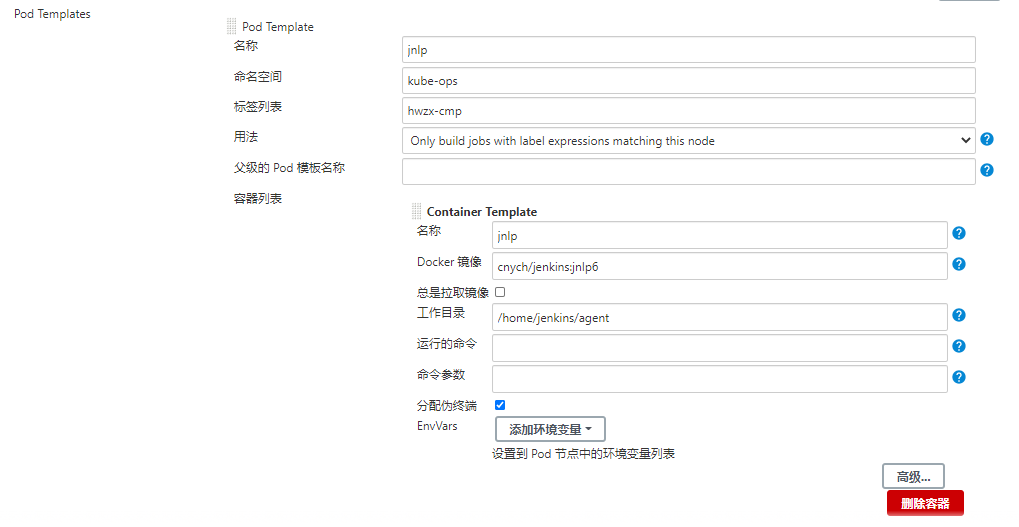 Pod Templates
Pod Template
名称
jnlp
命名空间
kube-ops
标签列表
hwzx-cmp
用法
Only build jobs with label expressions matching this node
父级的 Pod 模板名称
容器列表
Container Template
名称
jnlp
Docker 镜像
cnych/jenkins:jnlp6
总是拉取镜像
工作目录
/home/jenkins/agent
运行的命令
命令参数
分配伪终端
EnvVars
添加环境变量
设置到 Pod 节点中的环境变量列表
高级...
删除容器